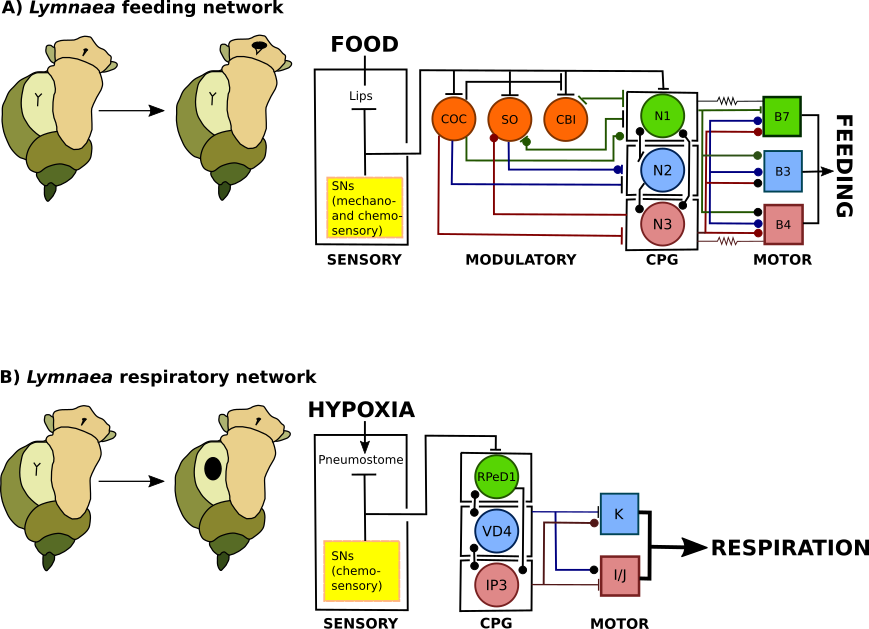 A) Lymnaea feeding network
FOOD
Lips
SNs
(mechano-
and chemo-
sensory)
SENSORY
COC
SO
CBI
MODULATORY
N1
N2
N3
CPG
B7
B3
B4
MOTOR
FEEDING
B) Lymnaea respiratory network
HYPOXIA
Pneumostome
SNs
(chemo-
sensory)
SENSORY
RPeD1
VD4
IP3
CPG
K
I/J
MOTOR
RESPIRATION